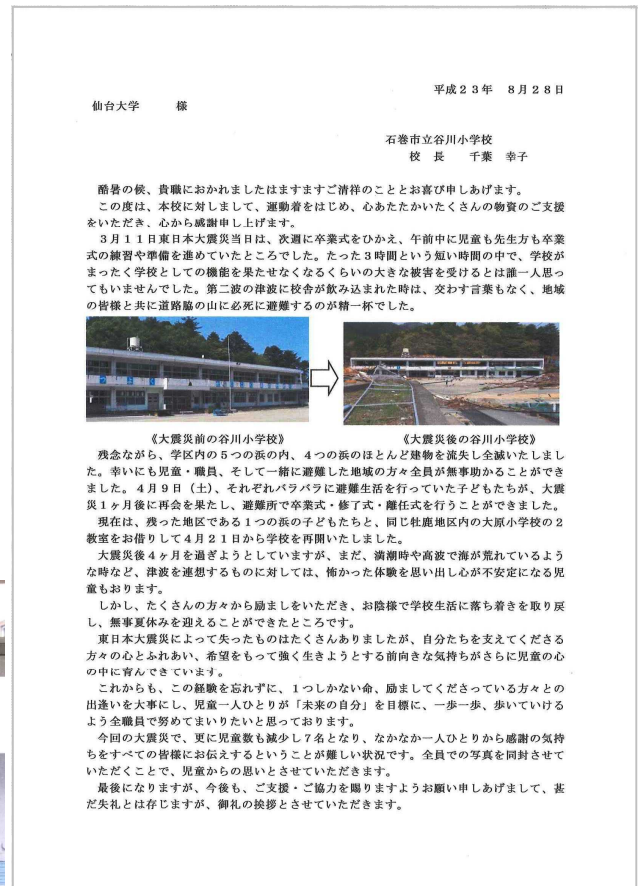 平成２３年　８月２８日
仙台大学　　様
石巻市立谷川小学校
校　長　　千葉　幸子
酷暑の候、貴職におかれましたはますますご清祥のこととお喜び申しあげます。
この度は、本校に対しまして、運動着をはじめ、心あたたかいたくさんの物資のご支援
をいただき、心から感謝申し上げます。
３月１１日東日本大震災当日は、次週に卒業式をひかえ、午前中に児童も先生方も卒業
式の練習や準備を進めていたところでした。たった３時間という短い時間の中で、学校が
まったく学校としての機能を果たせなくなるくらいの大きな被害を受けるとは誰一人思っ
てもいませんでした。第二波の津波に校舎が飲み込まれた時は、交わす言葉もなく、地域
の皆様と共に道路脇の山に必死に避難するのが精一杯でした。
《大震災前の谷川小学校》　《大震災後の谷川小学校》
残念ながら、学区内の５つの浜の内、４つの浜のほとんど建物を流失し全滅いたしまし
た。幸いにも児童・職員、そして一緒に避難した地域の方々全員が無事助かることができ
ました。４月９日（土）、それぞれバラバラに避難生活を行っていた子どもたちが、大震
災１ヶ月後に再会を果たし、避難所で卒業式・修了式・離任式を行うことができました。
現在は、残った地区である１つの浜の子どもたちと、同じ牡鹿地区内の大原小学校の２
教室をお借りして４月２１日から学校を再開いたしました。
大震災後４ヶ月を過ぎようとしていますが、まだ、満潮時や高波で海が荒れているよう
な時など、津波を連想するものに対しては、怖かった体験を思い出し心が不安定になる児
童もおります。
しかし、たくさんの方々から励ましをいただき、お陰様で学校生活に落ち着きを取り戻
し、無事夏休みを迎えることができたところです。
東日本大震災によって失ったものはたくさんありましたが、自分たちを支えてくださる
方々の心とふれあい、希望をもって強く生きようとする前向きな気持ちがさらに児童の心
の中に育んできています。
これからも、この経験を忘れずに、１つしかない命、励ましてくださっている方々との
出逢いを大事にし、児童一人ひとりが「未来の自分」を目標に、一歩一歩、歩いていける
よう全職員で努めてまいりたいと思っております。
今回の大震災で、更に児童数も減少し７名となり、なかなか一人ひとりから感謝の気持
ちをすべての皆様にお伝えするということが難しい状況です。全員での写真を同封させて
いただくことで、児童からの思いとさせていただきます。
最後になりますが、今後も、ご支援・ご協力を賜りますようお願い申しあげまして、甚
だ失礼とは存じますが、御礼の挨拶とさせていただきます。